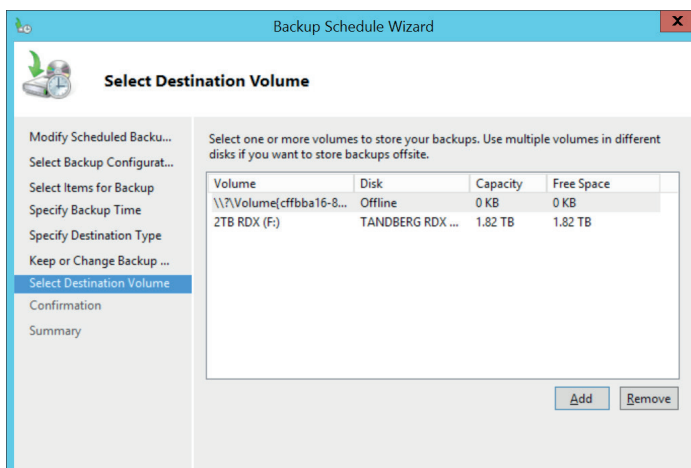 Backup Schedule Wizard
x
Select Destination Volume
Modify Scheduled Backu...
Select Backup Configurat...
Select Items for Backup
Specify Backup Time
Specify Destination Type
Keep or Change Backup ...
Select Destination Volume
Confirmation
Summary
Select one or more volumes to store your backups. Use multiple volumes in different
disks if you want to store backups offsite.
Volume Disk Capacity Free Space
\\?\Volume{cffbba16-8... Offline 0 KB 0 KB
2TB RDX (F:) TANDBERG RDX ... 1.82 TB 1.82 TB
Add Remove